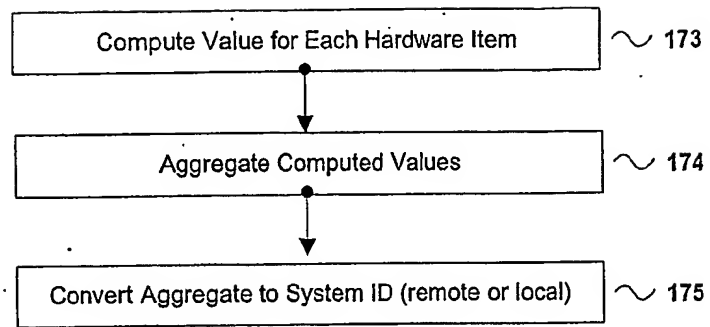 Compute Value for Each Hardware Item 173
Aggregate Computed Values 174
Convert Aggregate to System ID (remote or local) 175